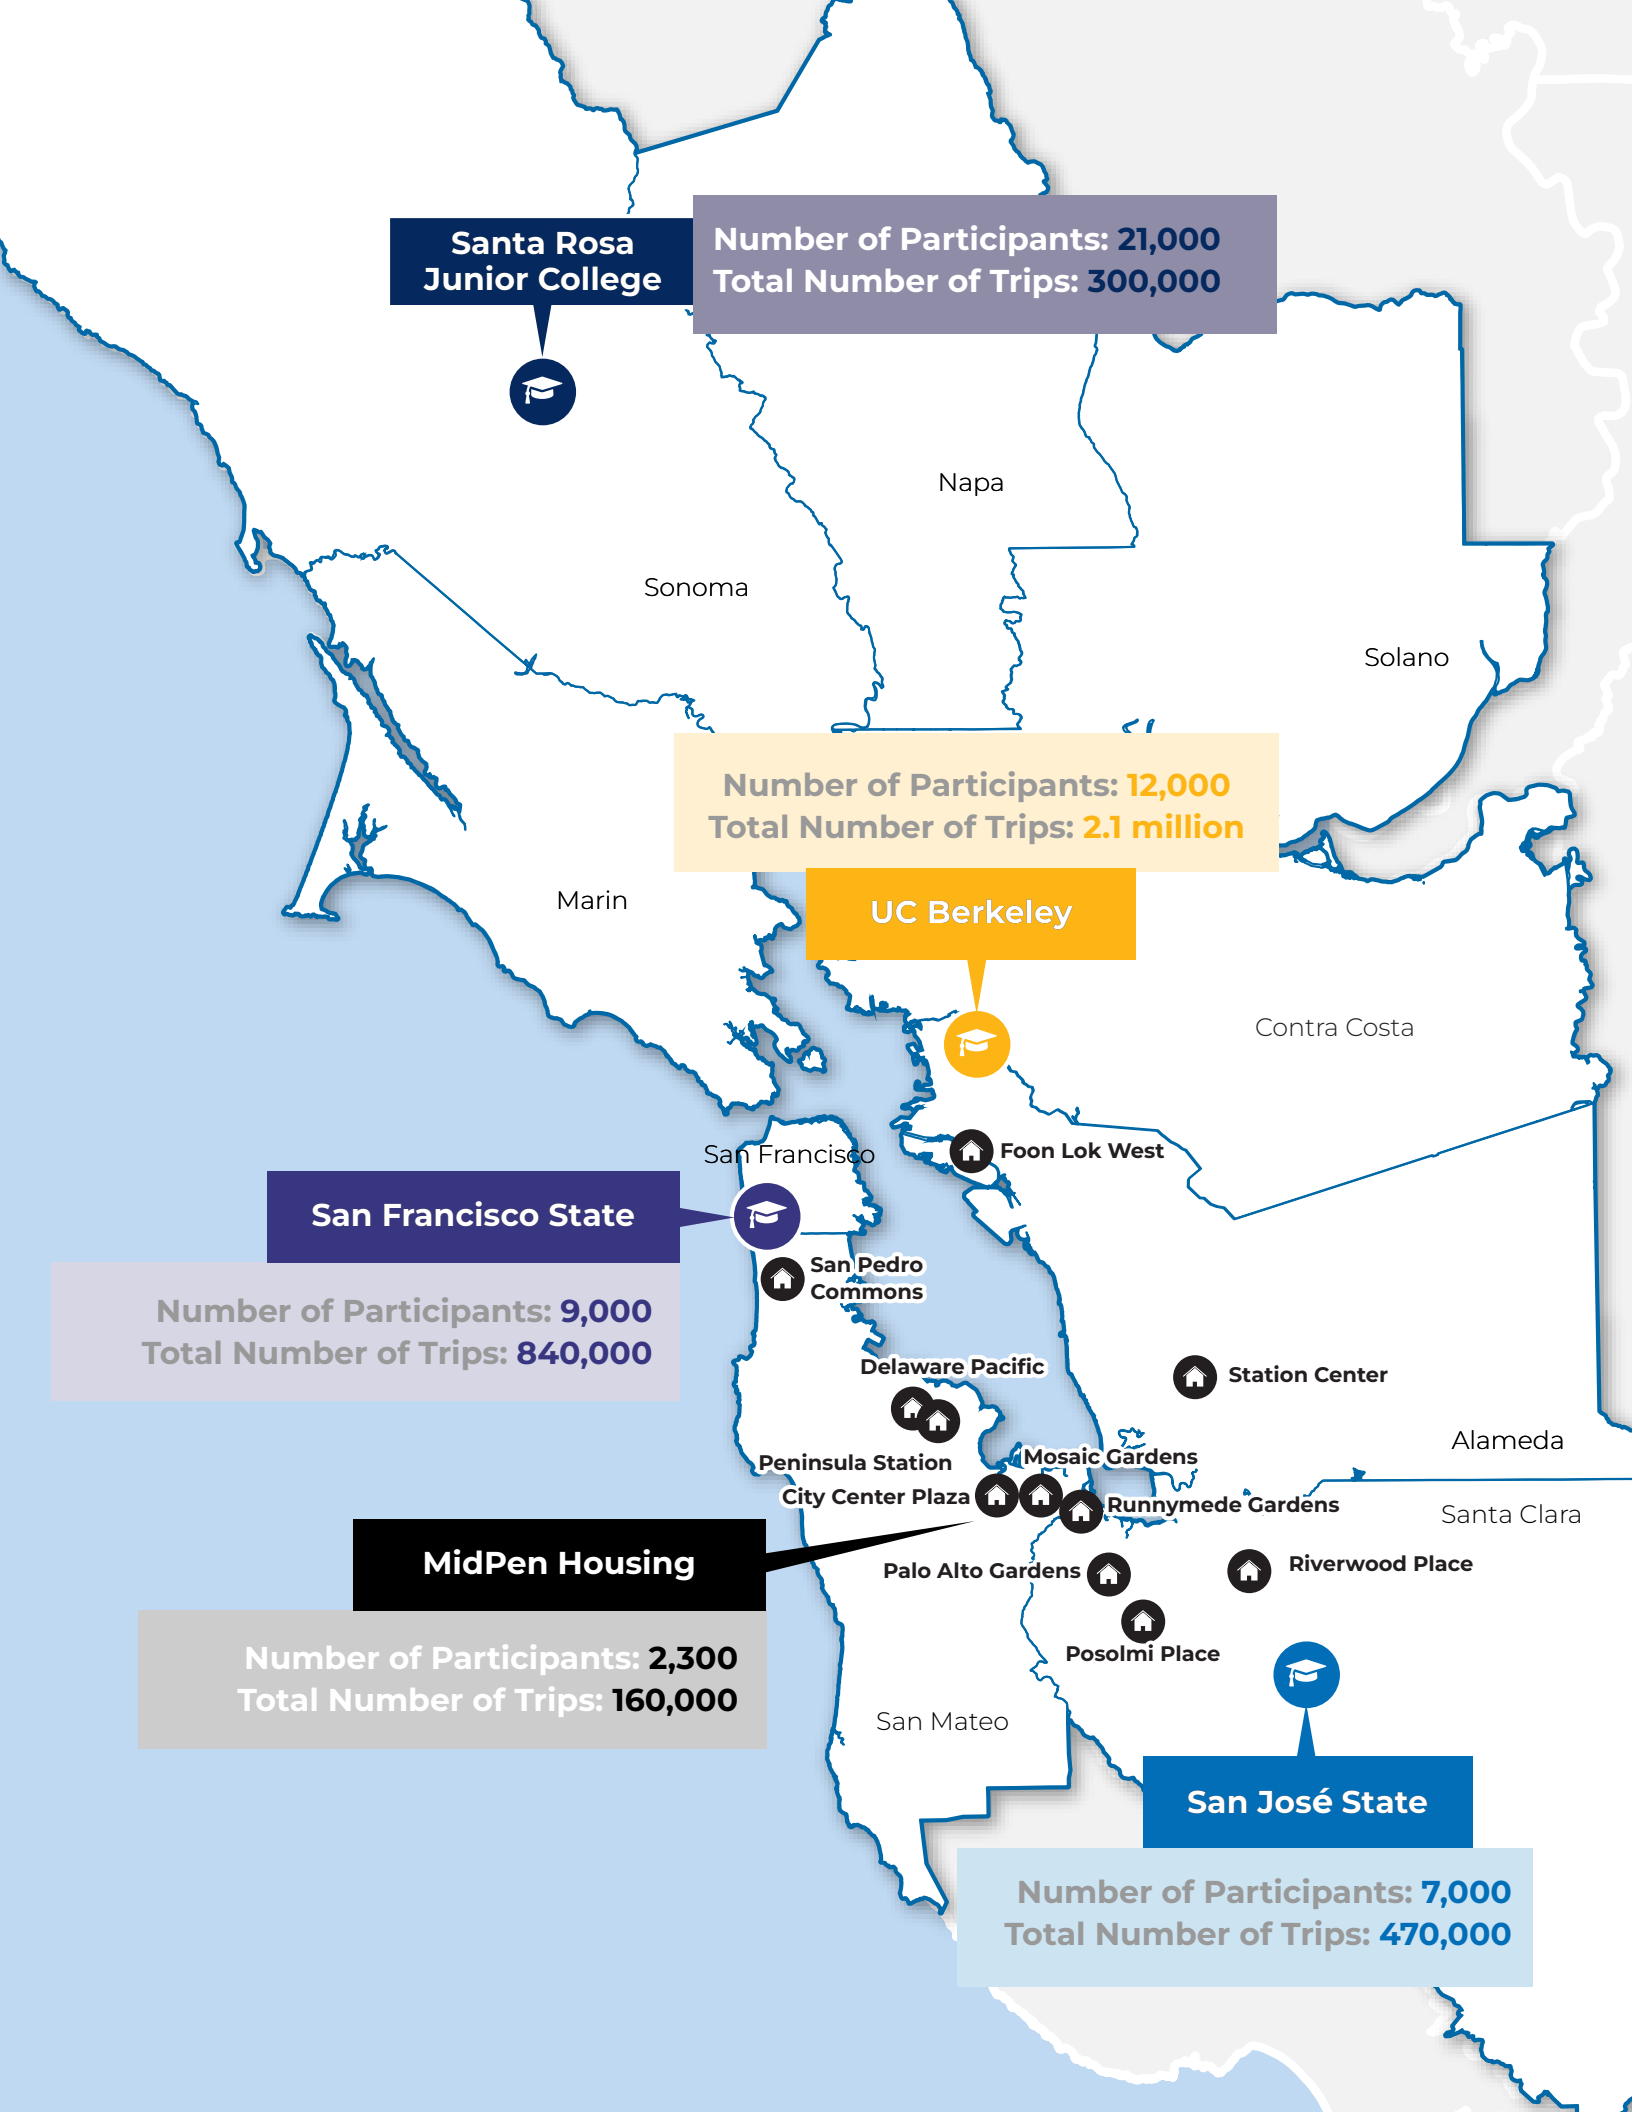 Santa Rosa
Junior College
Number of Participants: 21,000
Total Number of Trips: 300,000
Napa
Sonoma
Solano
Number of Participants: 12,000
Total Number of Trips: 2.1 million
UC Berkeley
Marin
Contra Costa
San Francisco
Foon Lok West
San Francisco State
Number of Participants: 9,000
Total Number of Trips: 840,000
San Pedro
Commons
Delaware Pacific
Station Center
Alameda
Peninsula Station
Mosaic Gardens
City Center Plaza
Runnymede Gardens
Santa Clara
MidPen Housing
Number of Participants: 2,300
Total Number of Trips: 160,000
Palo Alto Gardens
Riverwood Place
Posolmi Place
San Mateo
San José State
Number of Participants: 7,000
Total Number of Trips: 470,000